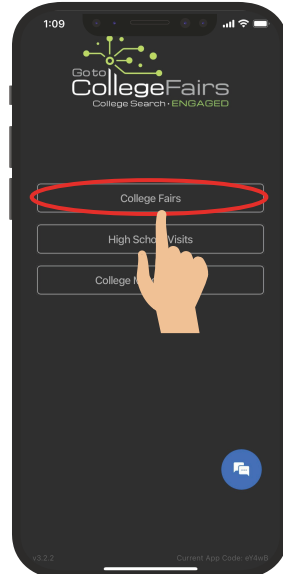 1:09
Go to
CollegeFairs
College Search · ENGAGED
College Fairs
High School Visits
College
v3.2.2
Current App Code: eY4wB